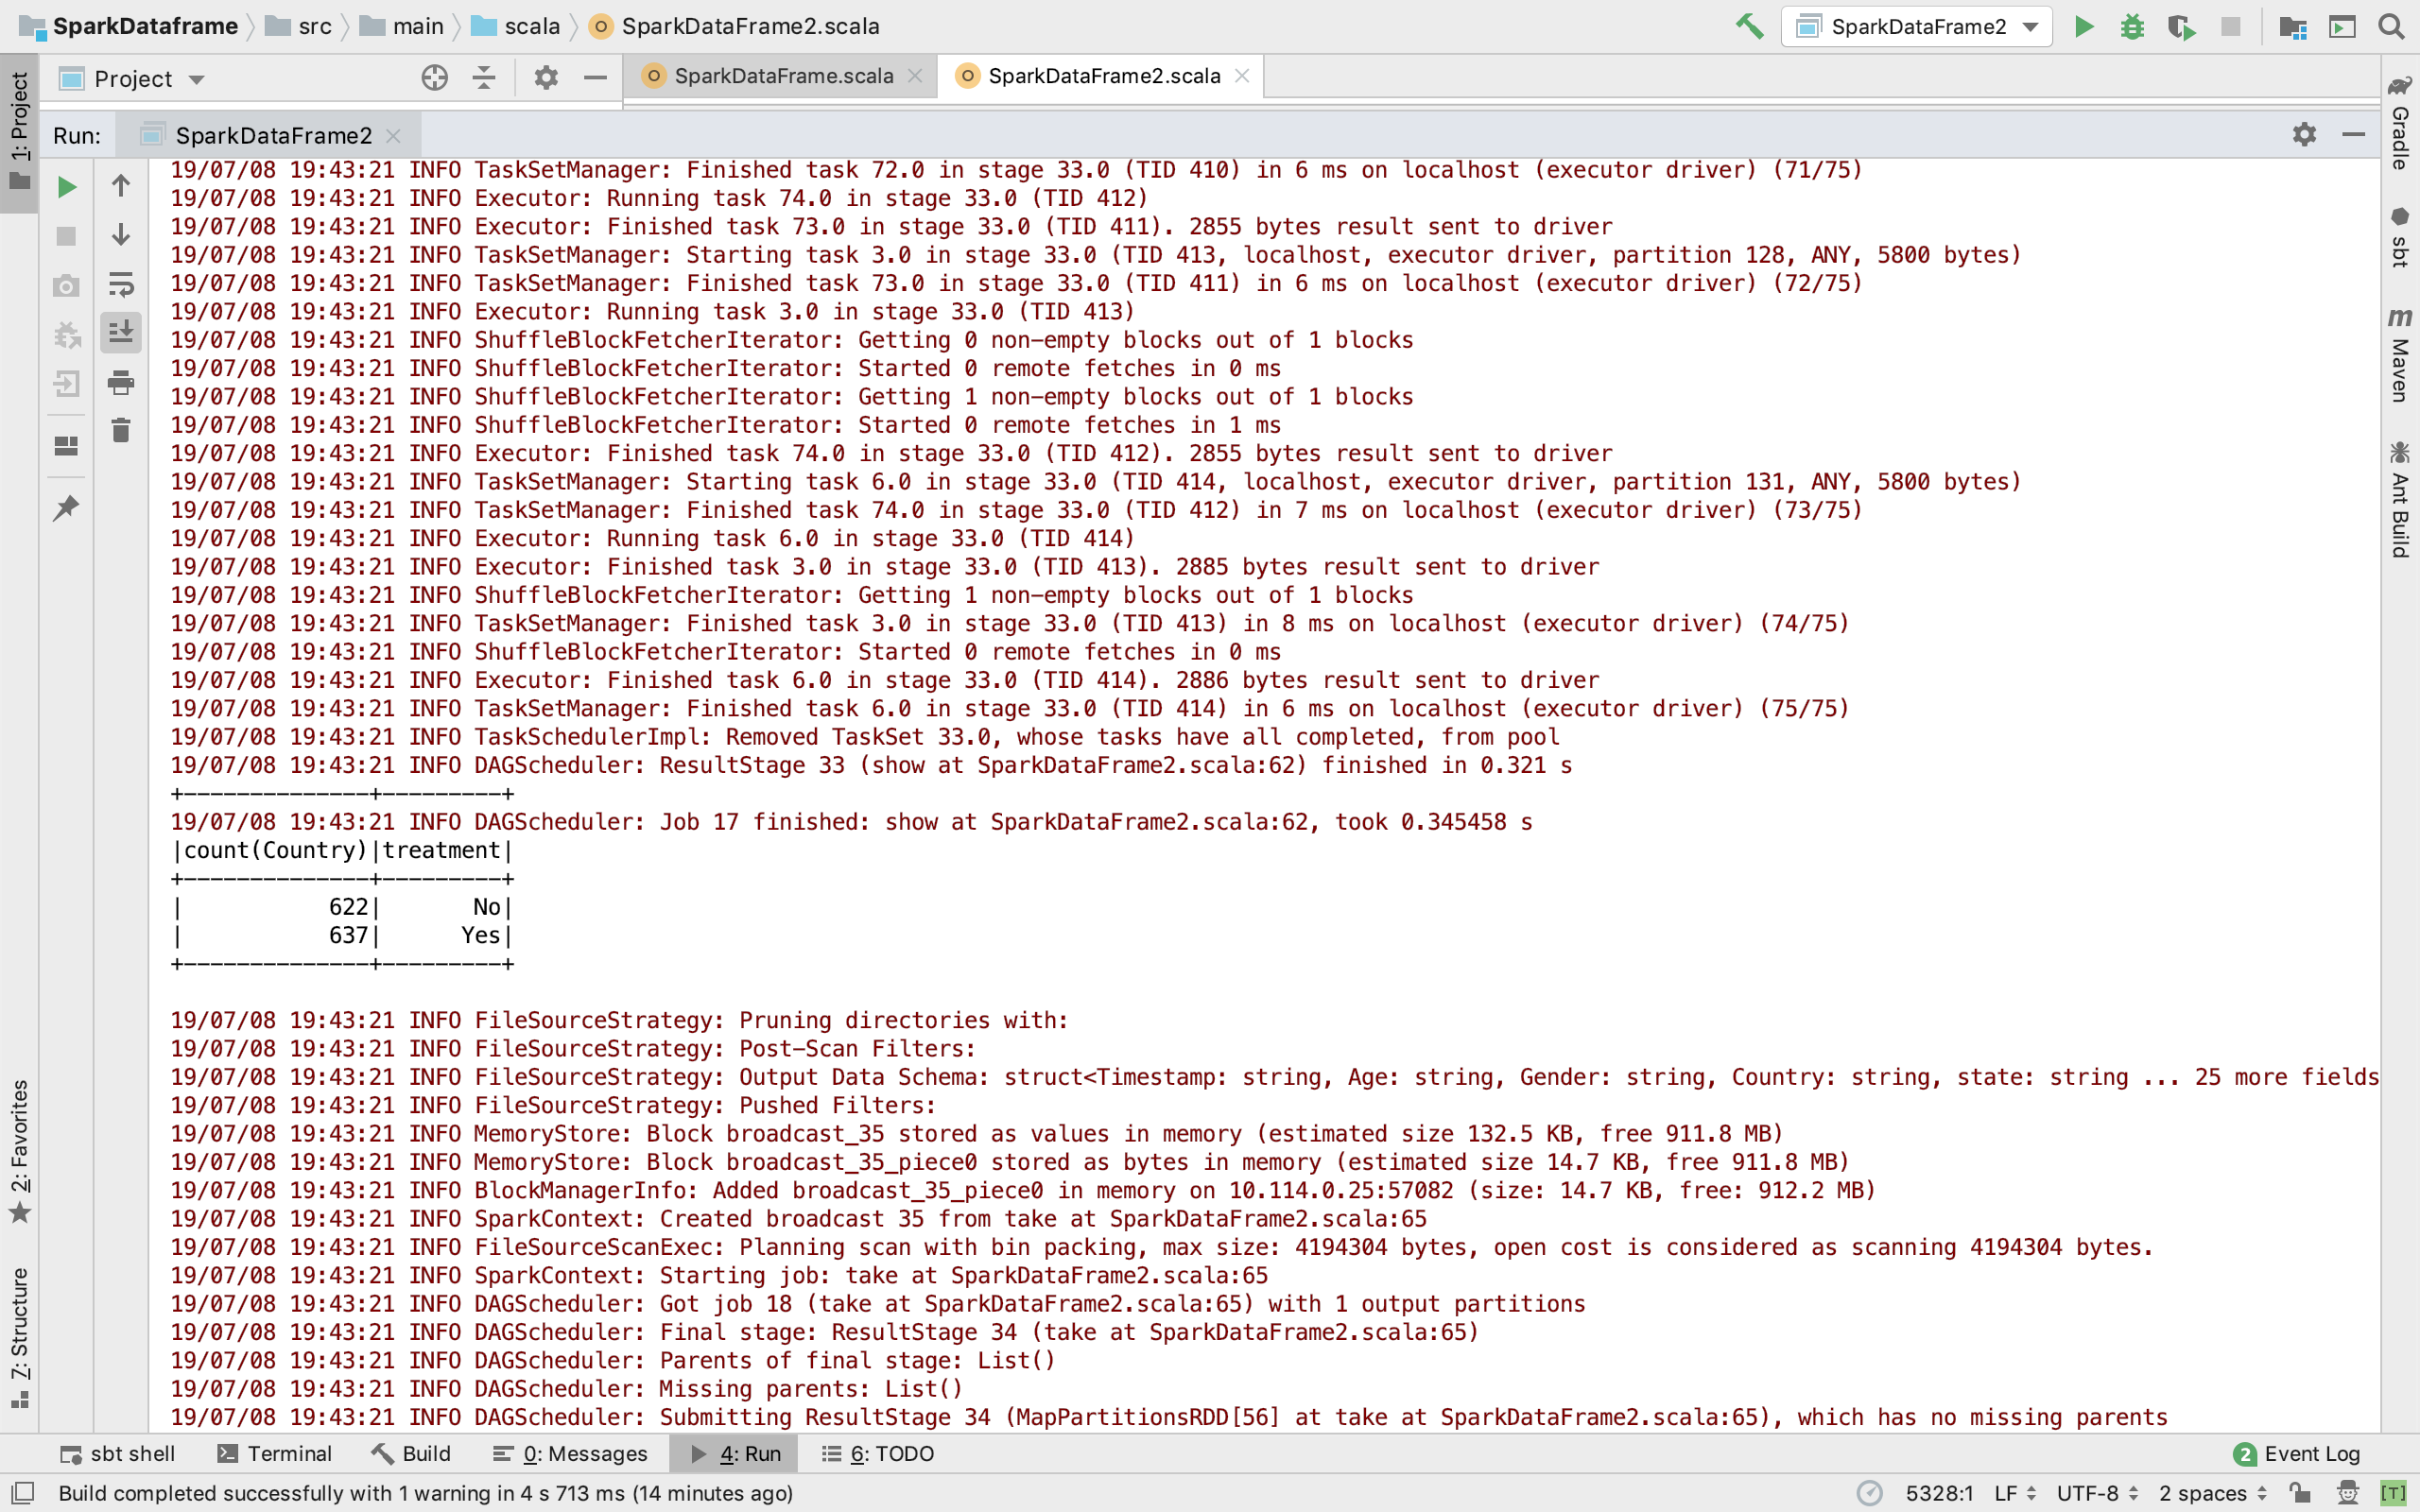 SparkDataframe src main scala SparkDataFrame2.scala SparkDataFrame2
Project SparkDataFrame.scala SparkDataFrame2.scala
Run: SparkDataFrame2
19/07/08 19:43:21 INFO TaskSetManager: Finished task 72.0 in stage 33.0 (TID 410) in 6 ms on localhost (executor driver) (71/75)
19/07/08 19:43:21 INFO Executor: Running task 74.0 in stage 33.0 (TID 412)
19/07/08 19:43:21 INFO Executor: Finished task 73.0 in stage 33.0 (TID 411). 2855 bytes result sent to driver
19/07/08 19:43:21 INFO TaskSetManager: Starting task 3.0 in stage 33.0 (TID 413, localhost, executor driver, partition 128, ANY, 5800 bytes)
19/07/08 19:43:21 INFO TaskSetManager: Finished task 73.0 in stage 33.0 (TID 411) in 6 ms on localhost (executor driver) (72/75)
19/07/08 19:43:21 INFO Executor: Running task 3.0 in stage 33.0 (TID 413)
19/07/08 19:43:21 INFO ShuffleBlockFetcherIterator: Getting 0 non-empty blocks out of 1 blocks
19/07/08 19:43:21 INFO ShuffleBlockFetcherIterator: Started 0 remote fetches in 0 ms
19/07/08 19:43:21 INFO ShuffleBlockFetcherIterator: Getting 1 non-empty blocks out of 1 blocks
19/07/08 19:43:21 INFO ShuffleBlockFetcherIterator: Started 0 remote fetches in 1 ms
19/07/08 19:43:21 INFO Executor: Finished task 74.0 in stage 33.0 (TID 412). 2855 bytes result sent to driver
19/07/08 19:43:21 INFO TaskSetManager: Starting task 6.0 in stage 33.0 (TID 414, localhost, executor driver, partition 131, ANY, 5800 bytes)
19/07/08 19:43:21 INFO TaskSetManager: Finished task 74.0 in stage 33.0 (TID 412) in 7 ms on localhost (executor driver) (73/75)
19/07/08 19:43:21 INFO Executor: Running task 6.0 in stage 33.0 (TID 414)
19/07/08 19:43:21 INFO Executor: Finished task 3.0 in stage 33.0 (TID 413). 2885 bytes result sent to driver
19/07/08 19:43:21 INFO ShuffleBlockFetcherIterator: Getting 1 non-empty blocks out of 1 blocks
19/07/08 19:43:21 INFO TaskSetManager: Finished task 3.0 in stage 33.0 (TID 413) in 8 ms on localhost (executor driver) (74/75)
19/07/08 19:43:21 INFO ShuffleBlockFetcherIterator: Started 0 remote fetches in 0 ms
19/07/08 19:43:21 INFO Executor: Finished task 6.0 in stage 33.0 (TID 414). 2886 bytes result sent to driver
19/07/08 19:43:21 INFO TaskSetManager: Finished task 6.0 in stage 33.0 (TID 414) in 6 ms on localhost (executor driver) (75/75)
19/07/08 19:43:21 INFO TaskSchedulerImpl: Removed TaskSet 33.0, whose tasks have all completed, from pool
19/07/08 19:43:21 INFO DAGScheduler: ResultStage 33 (show at SparkDataFrame2.scala:62) finished in 0.321 s
+--------------+---------+
19/07/08 19:43:21 INFO DAGScheduler: Job 17 finished: show at SparkDataFrame2.scala:62, took 0.345458 s
|count(Country)|treatment|
+--------------+---------+
|           622|       No|
|           637|      Yes|
+--------------+---------+
19/07/08 19:43:21 INFO FileSourceStrategy: Pruning directories with:
19/07/08 19:43:21 INFO FileSourceStrategy: Post-Scan Filters:
19/07/08 19:43:21 INFO FileSourceStrategy: Output Data Schema: struct<Timestamp: string, Age: string, Gender: string, Country: string, state: string ... 25 more fields
19/07/08 19:43:21 INFO FileSourceStrategy: Pushed Filters:
19/07/08 19:43:21 INFO MemoryStore: Block broadcast_35 stored as values in memory (estimated size 132.5 KB, free 911.8 MB)
19/07/08 19:43:21 INFO MemoryStore: Block broadcast_35_piece0 stored as bytes in memory (estimated size 14.7 KB, free 911.8 MB)
19/07/08 19:43:21 INFO BlockManagerInfo: Added broadcast_35_piece0 in memory on 10.114.0.25:57082 (size: 14.7 KB, free: 912.2 MB)
19/07/08 19:43:21 INFO SparkContext: Created broadcast 35 from take at SparkDataFrame2.scala:65
19/07/08 19:43:21 INFO FileSourceScanExec: Planning scan with bin packing, max size: 4194304 bytes, open cost is considered as scanning 4194304 bytes.
19/07/08 19:43:21 INFO SparkContext: Starting job: take at SparkDataFrame2.scala:65
19/07/08 19:43:21 INFO DAGScheduler: Got job 18 (take at SparkDataFrame2.scala:65) with 1 output partitions
19/07/08 19:43:21 INFO DAGScheduler: Final stage: ResultStage 34 (take at SparkDataFrame2.scala:65)
19/07/08 19:43:21 INFO DAGScheduler: Parents of final stage: List()
19/07/08 19:43:21 INFO DAGScheduler: Missing parents: List()
19/07/08 19:43:21 INFO DAGScheduler: Submitting ResultStage 34 (MapPartitionsRDD[56] at take at SparkDataFrame2.scala:65), which has no missing parents
1: Project
2: Favorites
7: Structure
Gradle
sbt
m Maven
Ant Build
sbt shell Terminal Build 0: Messages 4: Run 6: TODO 2 Event Log
Build completed successfully with 1 warning in 4 s 713 ms (14 minutes ago) 5328:1 LF UTF-8 2 spaces [T]